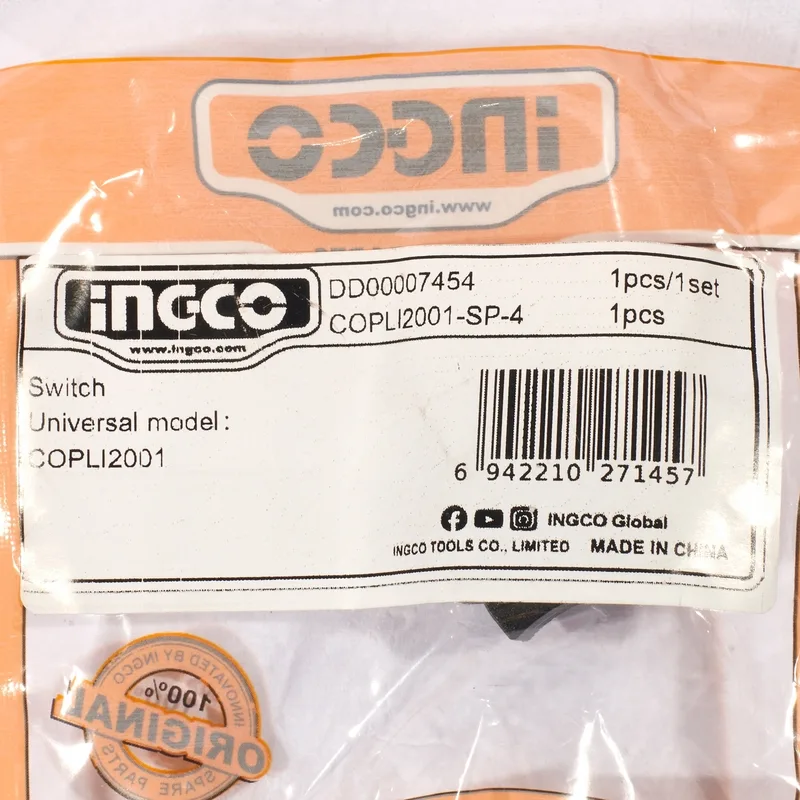 INGCO
www.ingco.com
INGCO
www.ingco.com
DD00007454 1pcs/1set
COPLI2001-SP-4 1pcs
Switch
Universal model:
COPLI2001
6 942210 271457
INGCO Global
INGCO TOOLS CO., LIMITED MADE IN CHINA
INNOVATED BY INGCO
100%
ORIGINAL
SPARE PARTS